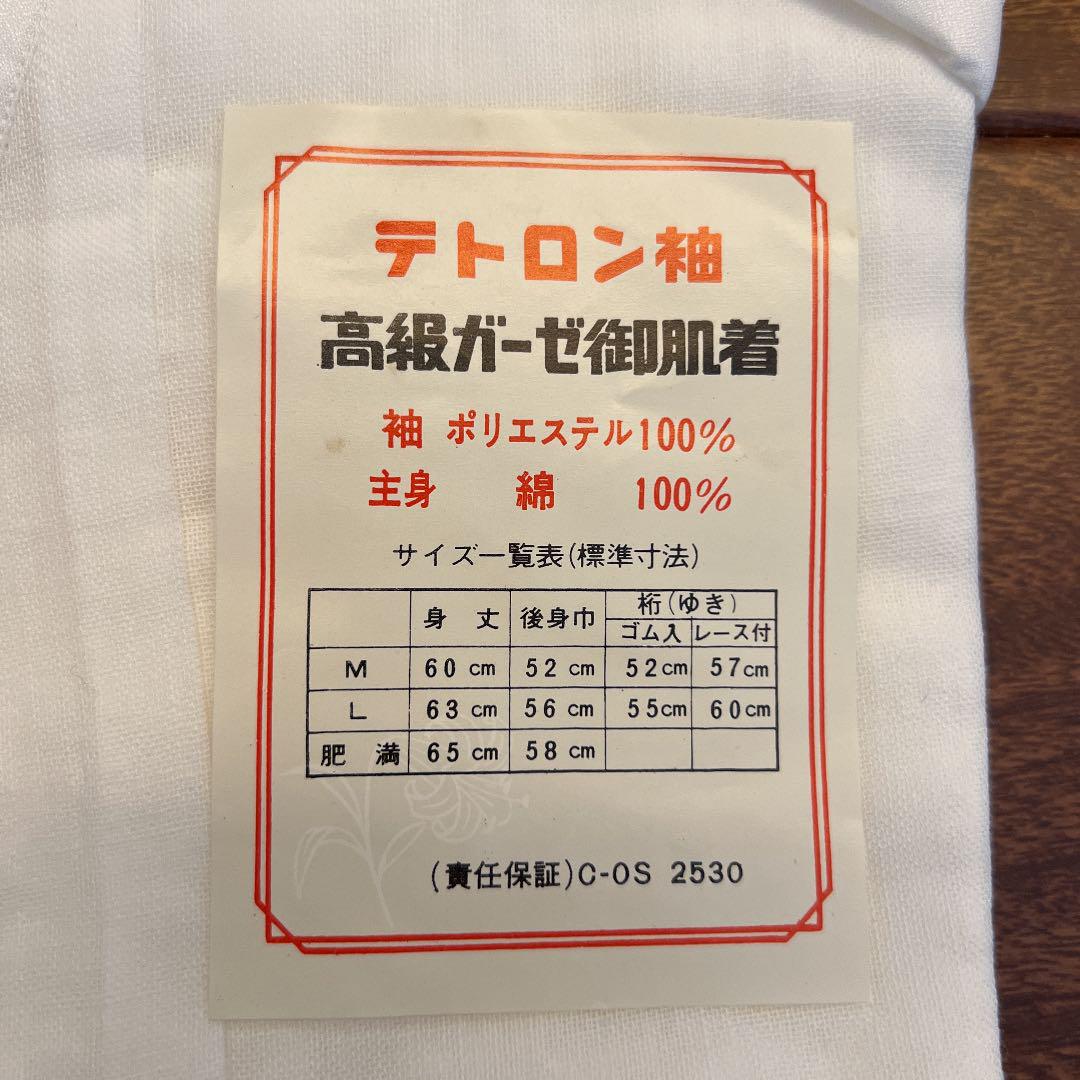 テトロン袖
高級ガーゼ御肌着
袖 ポリエステル100%
主身 綿 100%
サイズ一覧表(標準寸法)
身丈 後身巾 桁(ゆき)
ゴム入 レース付
M 60cm 52cm 52cm 57cm
L 63cm 56cm 55cm 60cm
肥満 65cm 58cm
(責任保証)C-OS 2530